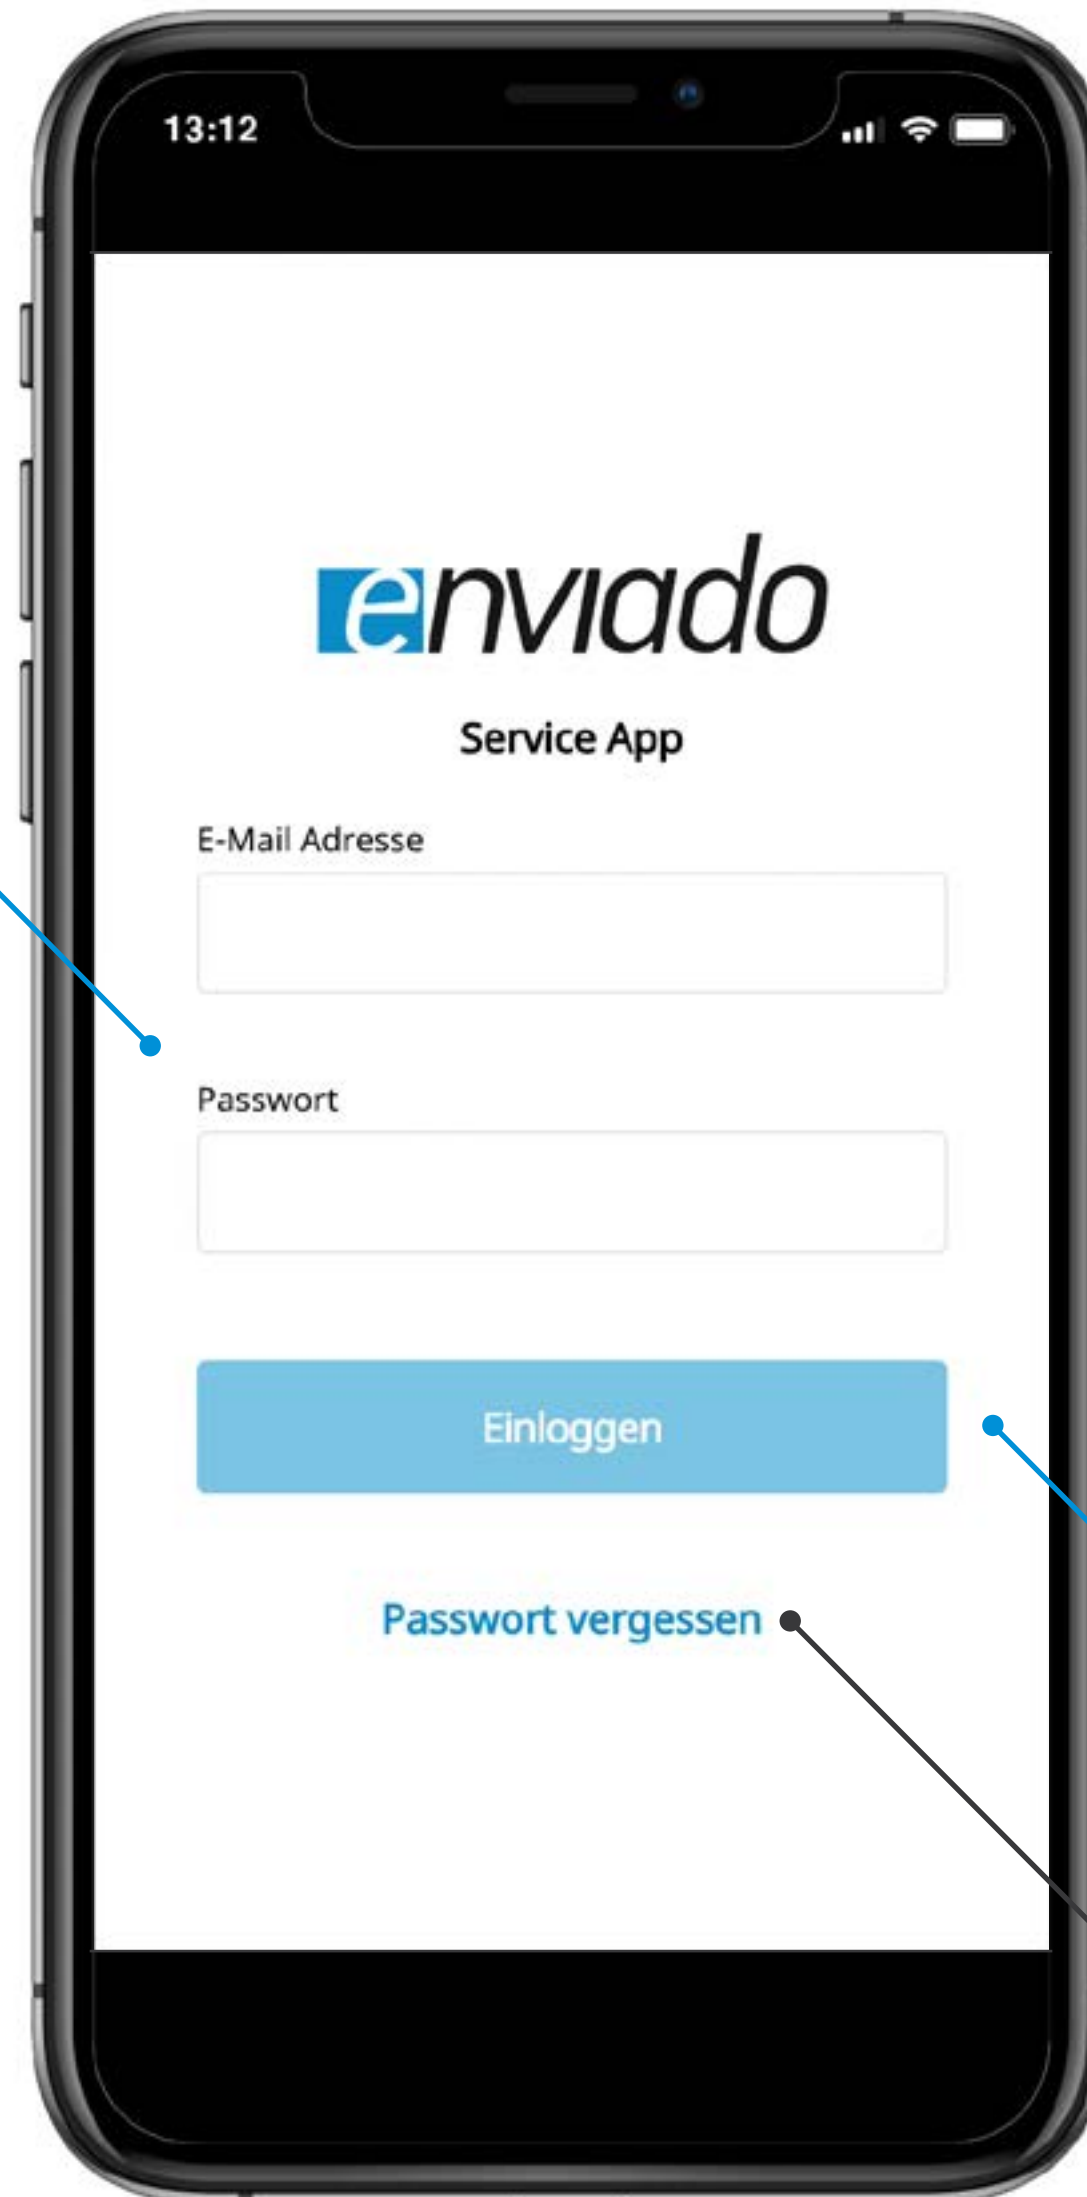 13:12
enviado
Service App
E-Mail Adresse
Passwort
Einloggen
Passwort vergessen